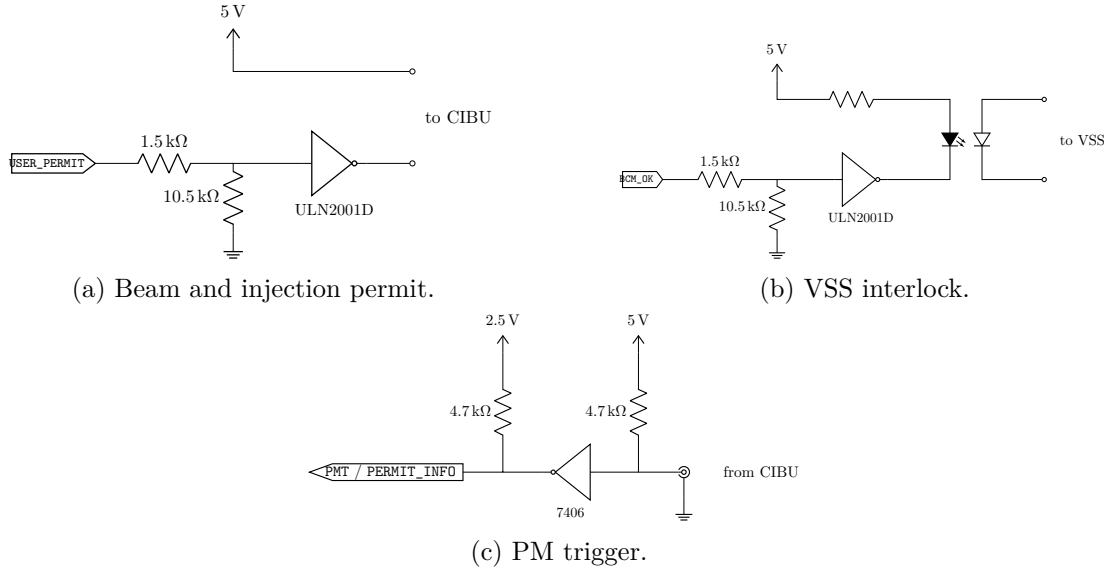 5 V
to CIBU
USER_PERMIT
1.5 kΩ
10.5 kΩ
ULN2001D
(a) Beam and injection permit.
5 V
to VSS
BCM_OK
1.5 kΩ
10.5 kΩ
ULN2001D
(b) VSS interlock.
2.5 V
5 V
4.7 kΩ
4.7 kΩ
PMT / PERMIT_INFO
from CIBU
7406
(c) PM trigger.